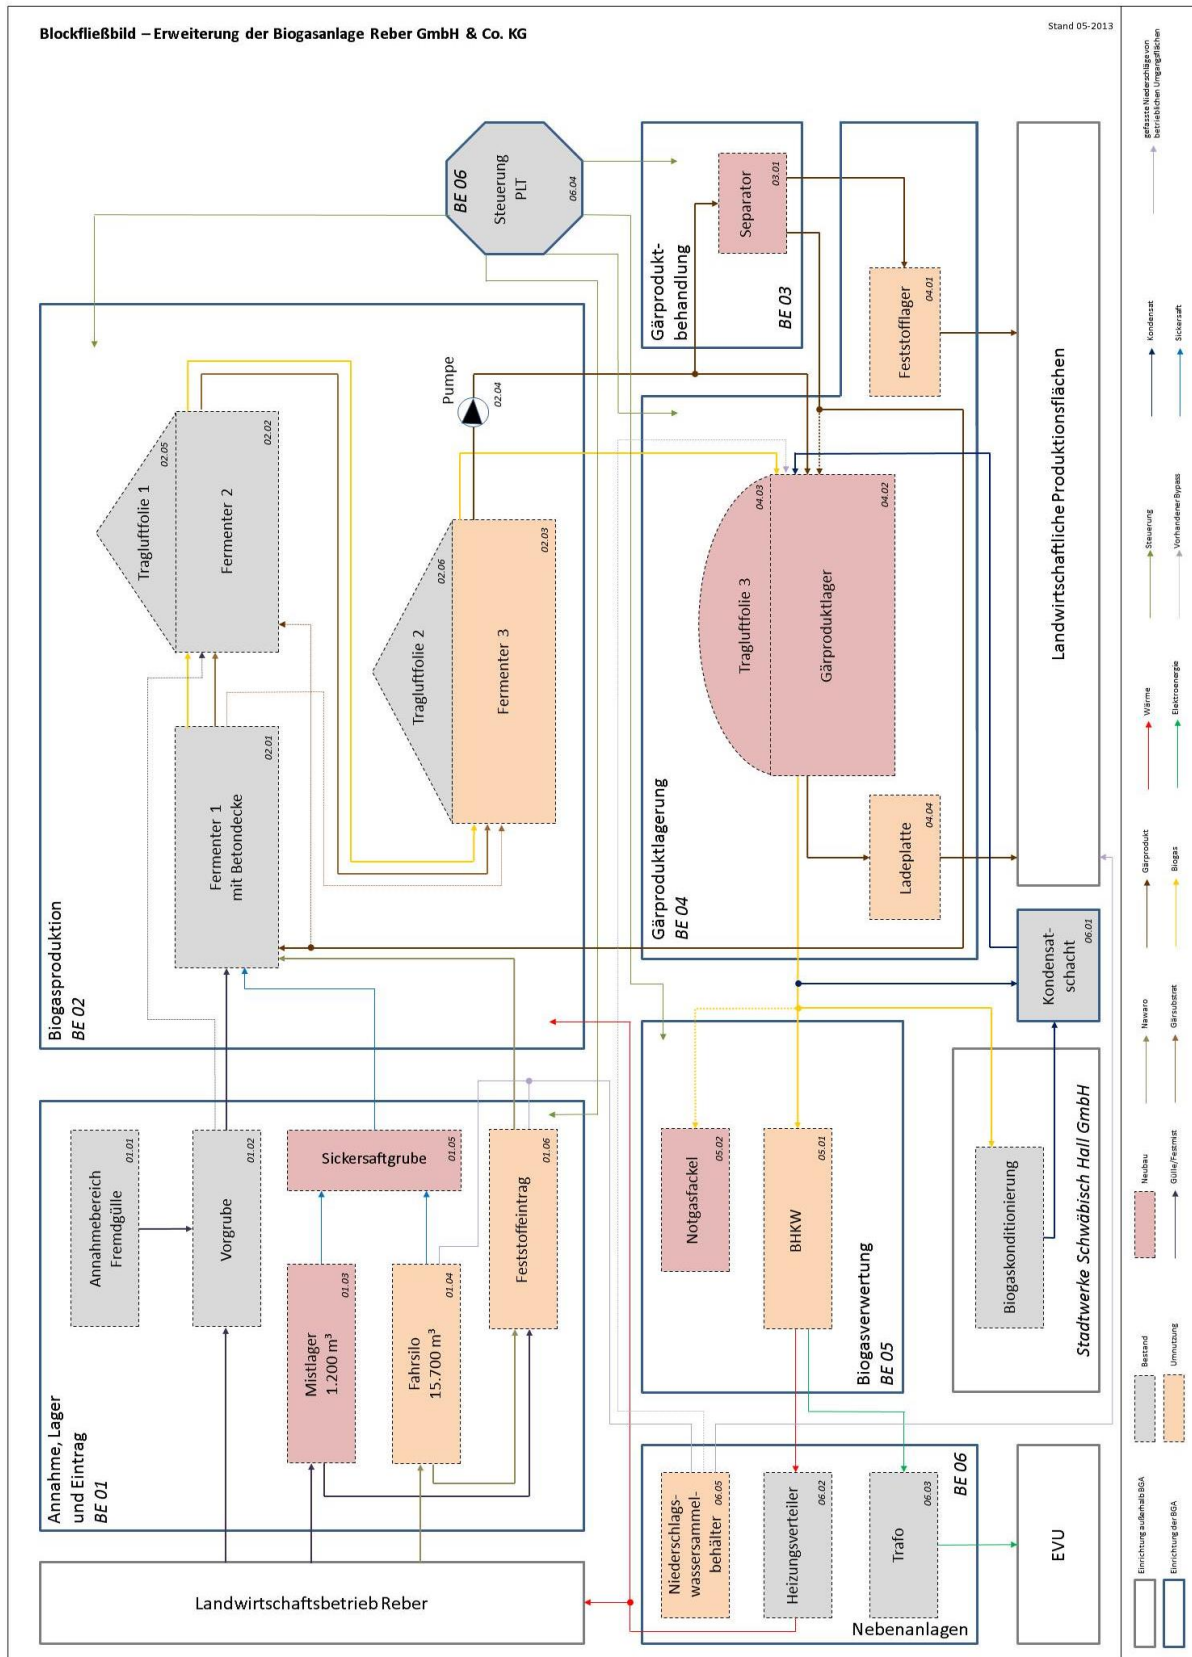 Blockfließbild – Erweiterung der Biogasanlage Reber GmbH & Co. KG
Stand 05-2013
Landwirtschaftsbetrieb Reber
Annahme, Lager
und Eintrag
BE 01
Annahmebereich
Fremdgülle
01.01
Vorgrube
01.02
Mistlager
1.200 m³
01.03
Fahrsilo
15.700 m³
01.04
Sickersaftgrube
01.05
Feststoffeintrag
01.06
Biogasproduktion
BE 02
Fermenter 1
mit Betondecke
02.01
Tragluftfolie 1
02.05
Fermenter 2
02.02
Tragluftfolie 2
02.06
Fermenter 3
02.03
Pumpe
02.04
BE 06
Steuerung
PLT
06.04
Gärprodukt-
behandlung
BE 03
Separator
03.01
Gärproduktlagerung
BE 04
Feststofflager
04.01
Tragluftfolie 3
04.03
Gärproduktlager
04.02
Ladeplatte
04.04
Landwirtschaftliche Produktionsflächen
Kondensat-
schacht
06.01
Biogasverwertung
BE 05
Notgasfackel
05.02
BHKW
05.01
Biogaskonditionierung
Stadtwerke Schwäbisch Hall GmbH
Nebenanlagen
BE 06
Niederschlags-
wassersammel-
behälter
06.05
Heizungsverteiler
06.02
Trafo
06.03
EVU
Einrichtung außerhalb BGA
Einrichtung der BGA
Bestand
Umnutzung
Neubau
Gülle/Festmist
Nawaro
Gärsubstrat
Gärprodukt
Biogas
Wärme
Elektroenergie
Steuerung
Vorhandener Bypass
Kondensat
Sickersaft
gefasste Niederschläge von
betrieblichen Umgangsflächen